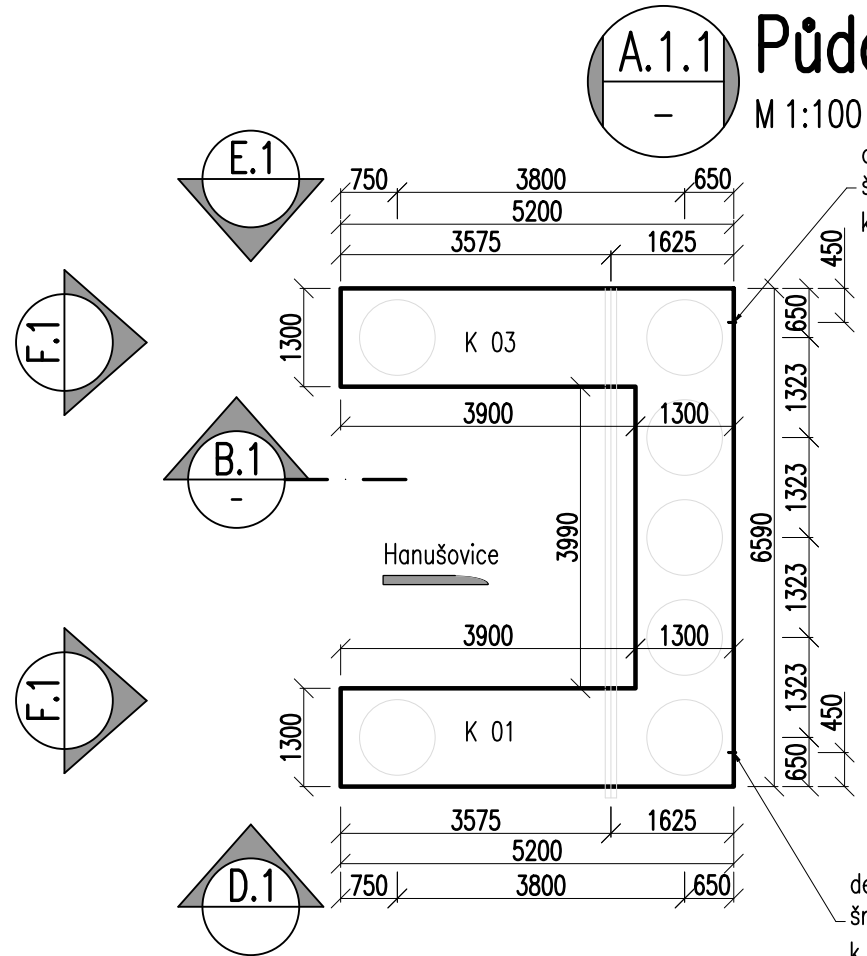 A.1.1
-
Půd
M 1:100
E.1
750 3800 650
5200
3575 1625
450
š
k
F.1
1300
K 03
650
1323
3900 1300
B.1
-
1323
3990
6590
Hanušovice
1323
3900 1300
F.1
1323
1300
K 01
450
650
3575 1625
5200
750 3800 650
D.1
de
šr
k